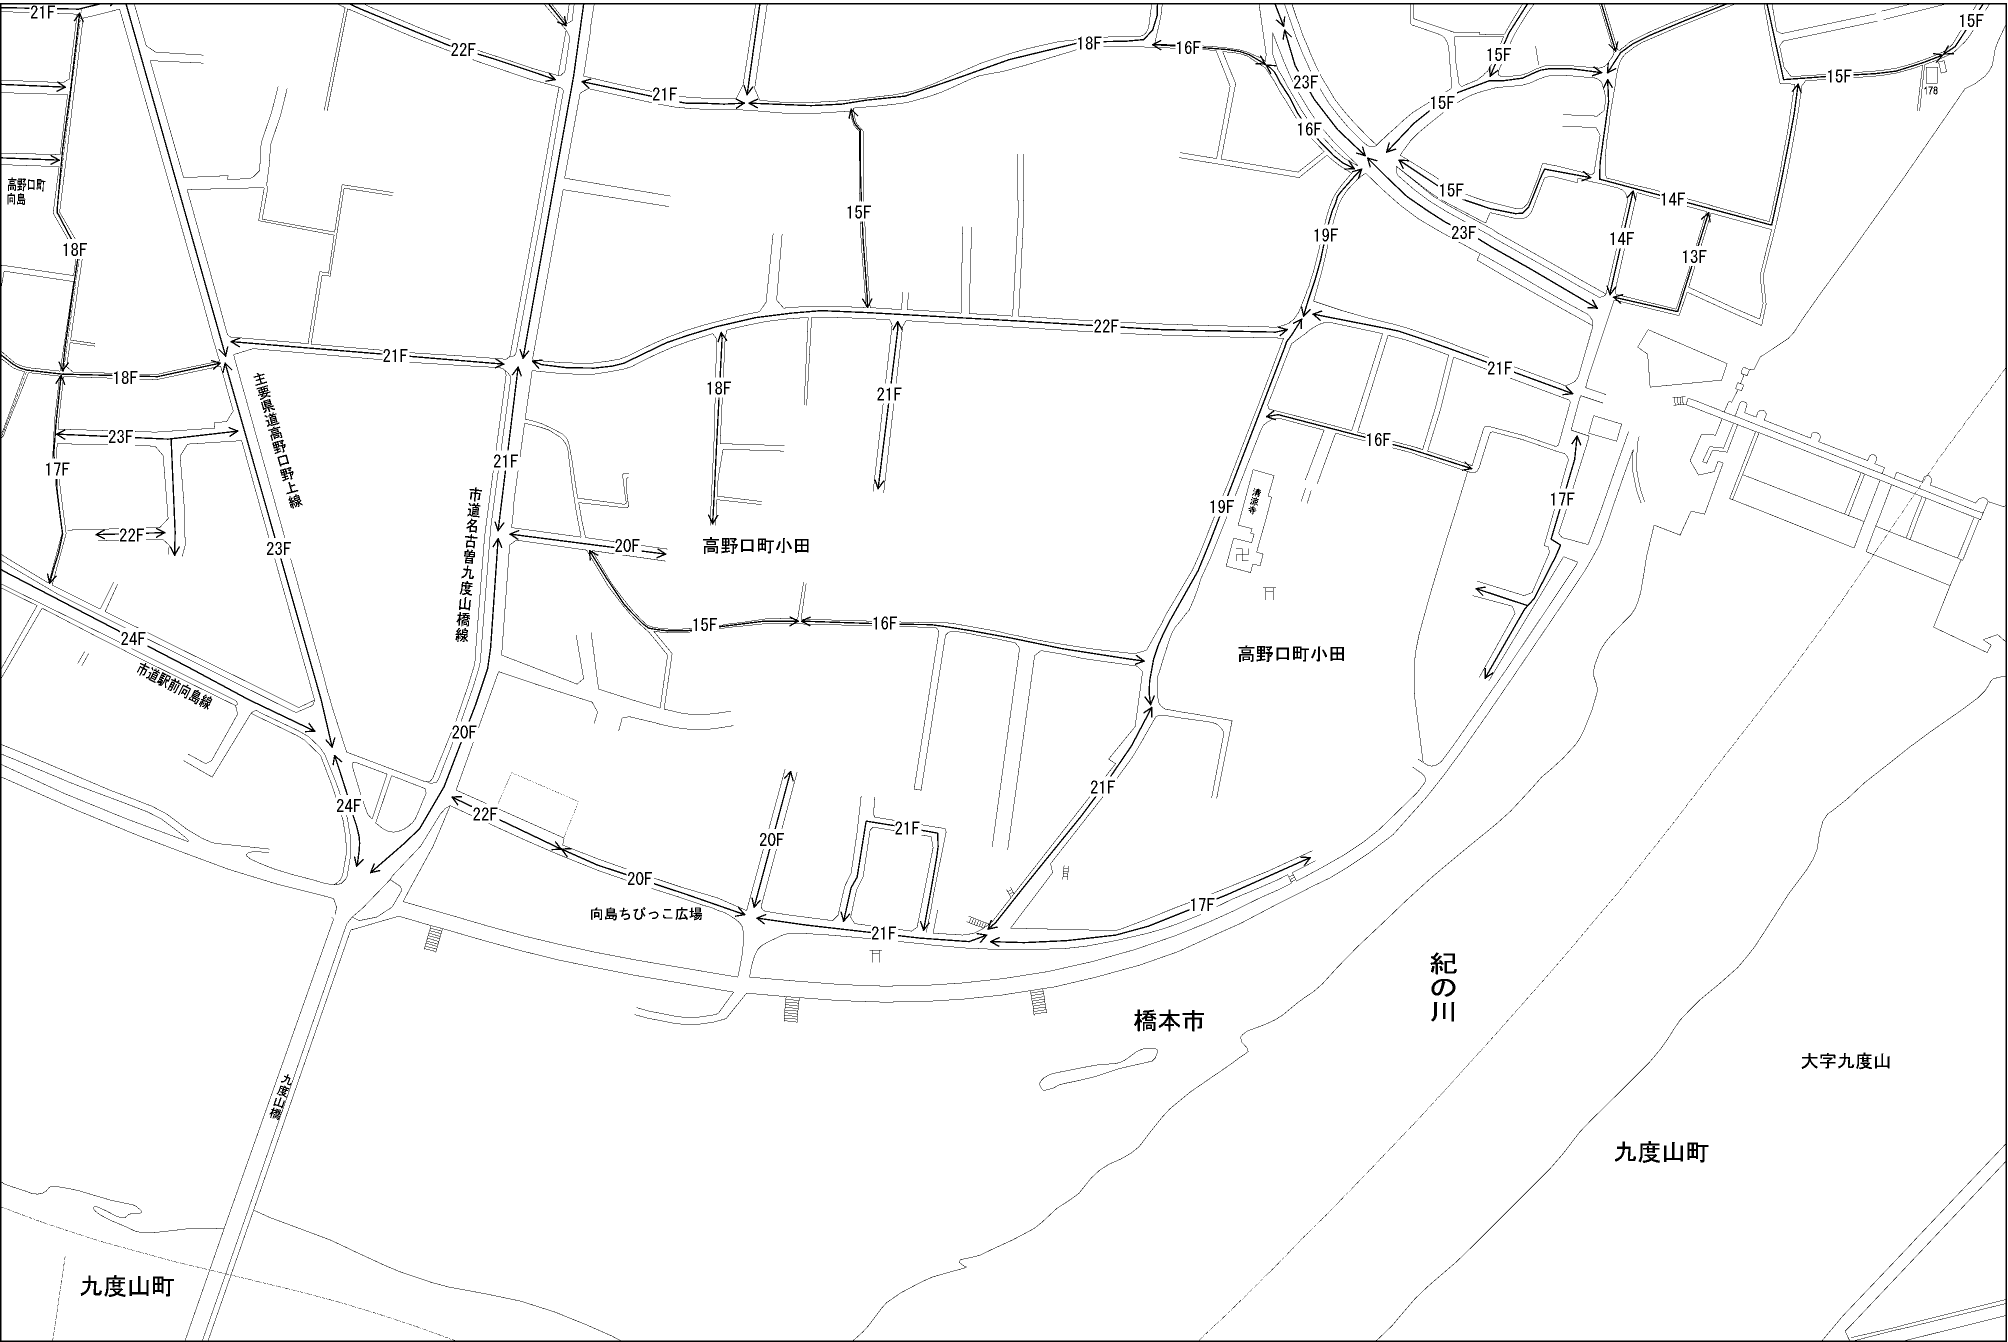 21F
22F
18F
16F
15F
15F
23F
15F
15F
178
21F
15F
16F
高野口町
向島
15F
14F
18F
15F
19F
23F
14F
13F
21F
22F
18F
18F
21F
21F
主要県道高野口野上線
23F
17F
21F
16F
市道名古曽九度山橋線
清涼寺
19F
17F
22F
23F
20F
高野口町小田
24F
15F
16F
高野口町小田
市道駅前向島線
20F
24F
22F
20F
21F
21F
20F
向島ちびっこ広場
21F
17F
紀の川
橋本市
大字九度山
九度山橋
九度山町
九度山町